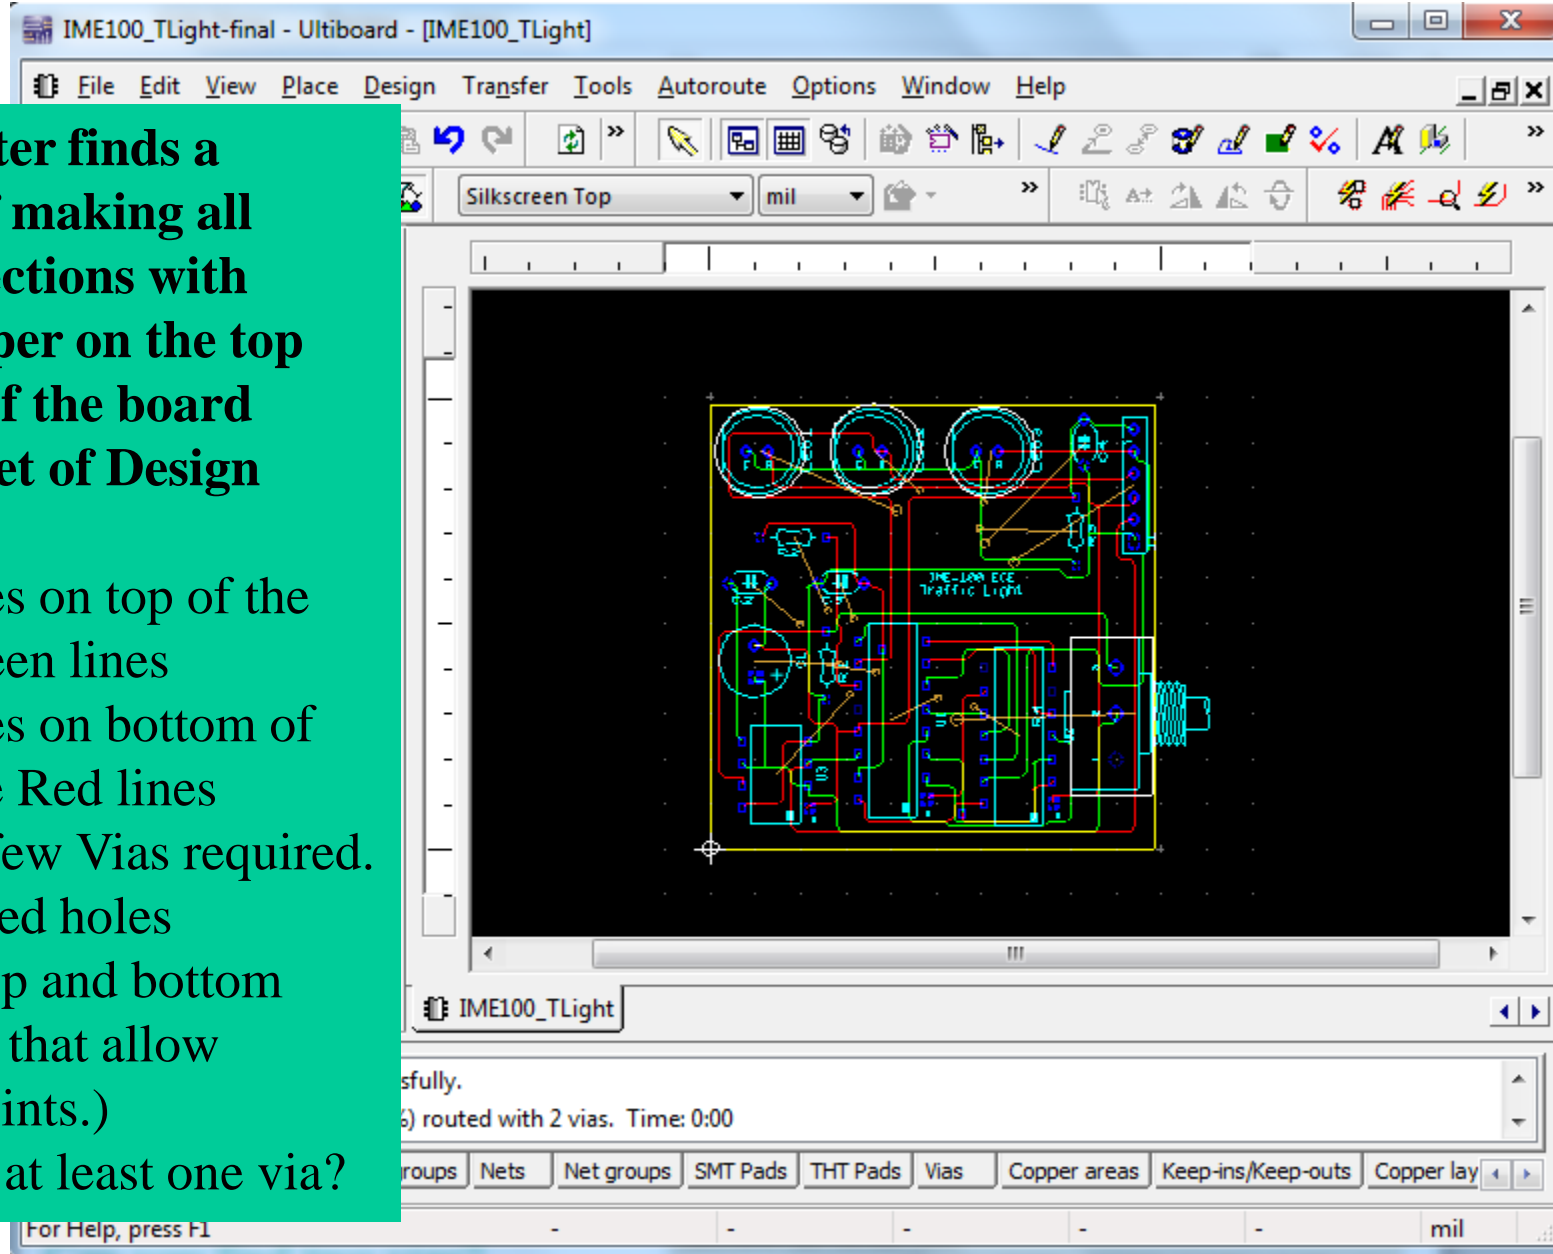 IME100_TLight-final - Ultiboard - [IME100_TLight]
File Edit View Place Design Transfer Tools Autoroute Options Window Help
Silkscreen Top mil
ter finds a
f making all
ections with
per on the top
f the board
et of Design
es on top of the
een lines
es on bottom of
e Red lines
few Vias required.
ed holes
p and bottom
that allow
ints.)
at least one via?
IME-100 ECE
Traffic Light
U3
IME100_TLight
sfully.
%) routed with 2 vias. Time: 0:00
roups Nets Net groups SMT Pads THT Pads Vias Copper areas Keep-ins/Keep-outs Copper lay
For Help, press F1 - - - - - mil